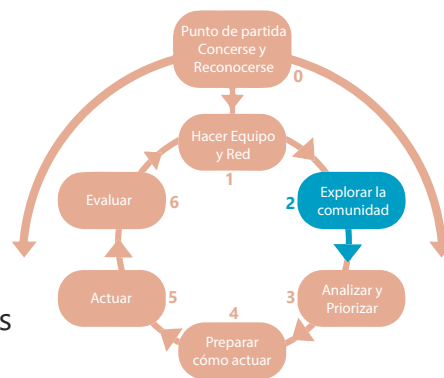 Punto de partida
Concerse y
Reconocerse
0
Hacer Equipo
y Red
1
Explorar la
comunidad
2
Analizar y
Priorizar
3
Preparar
cómo actuar
4
Actuar
5
Evaluar
6
s